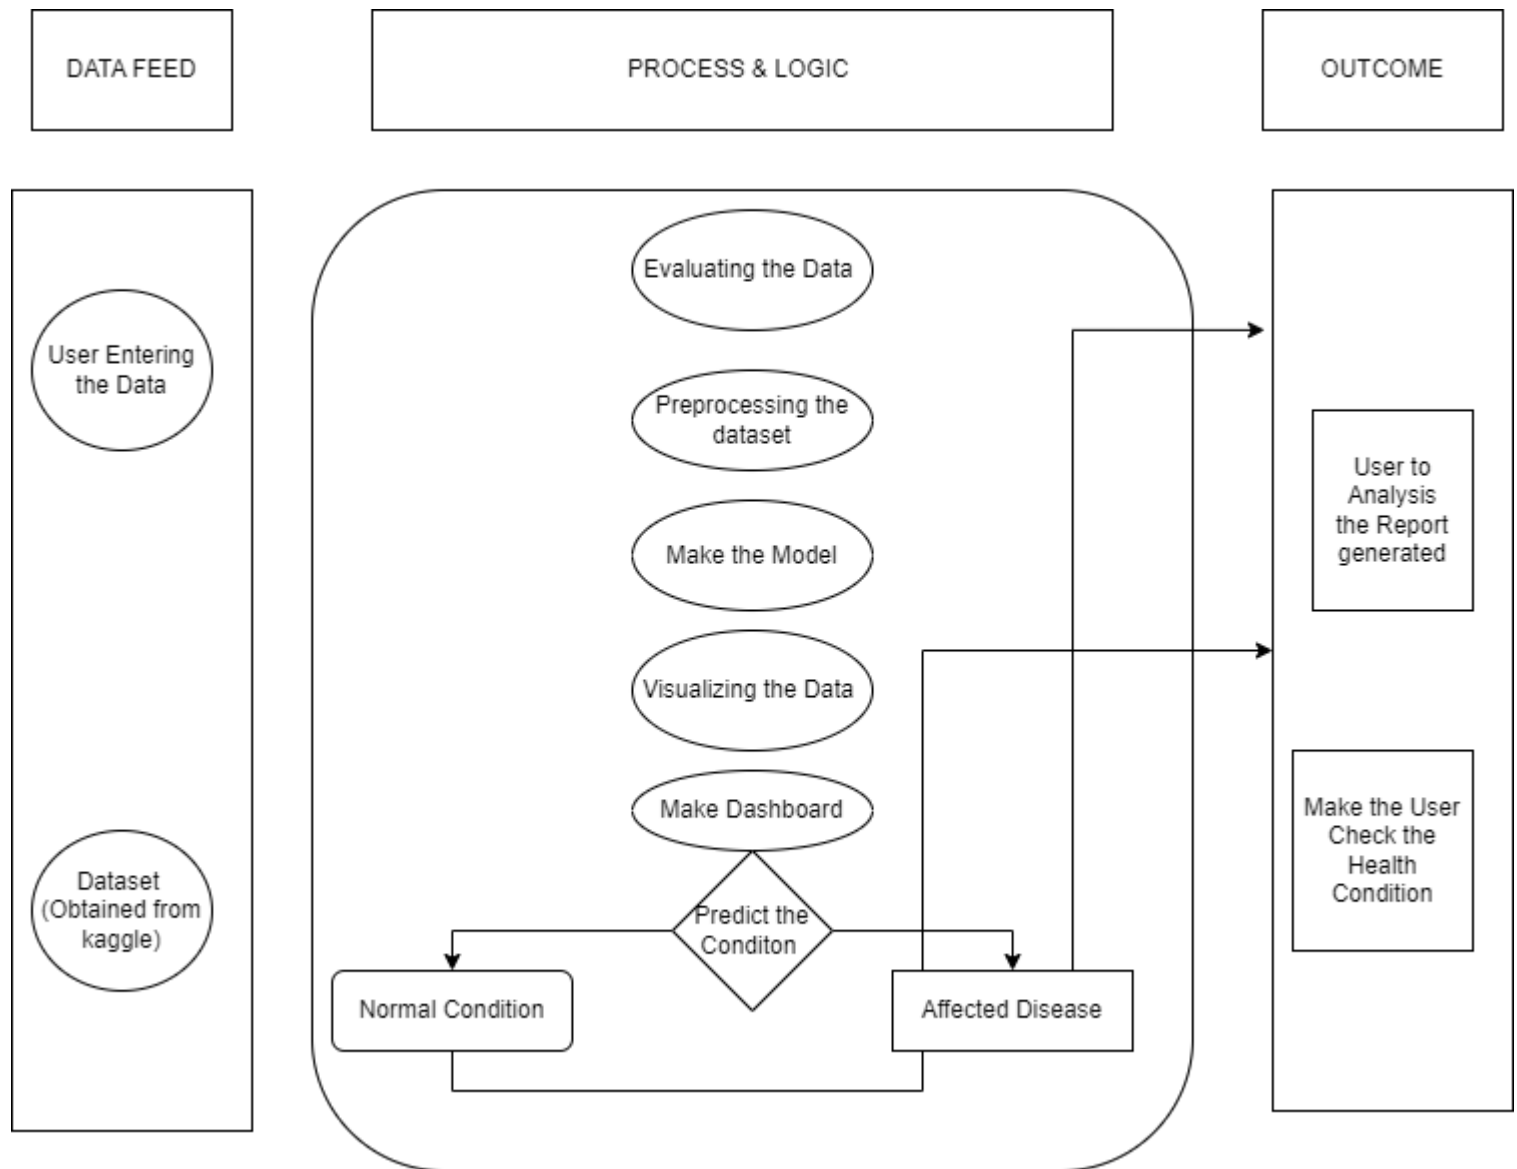 DATA FEED
PROCESS & LOGIC
OUTCOME
User Entering
the Data
Dataset
(Obtained from
kaggle)
Evaluating the Data
Preprocessing the
dataset
Make the Model
Visualizing the Data
Make Dashboard
Predict the
Conditon
Normal Condition
Affected Disease
User to
Analysis
the Report
generated
Make the User
Check the
Health
Condition